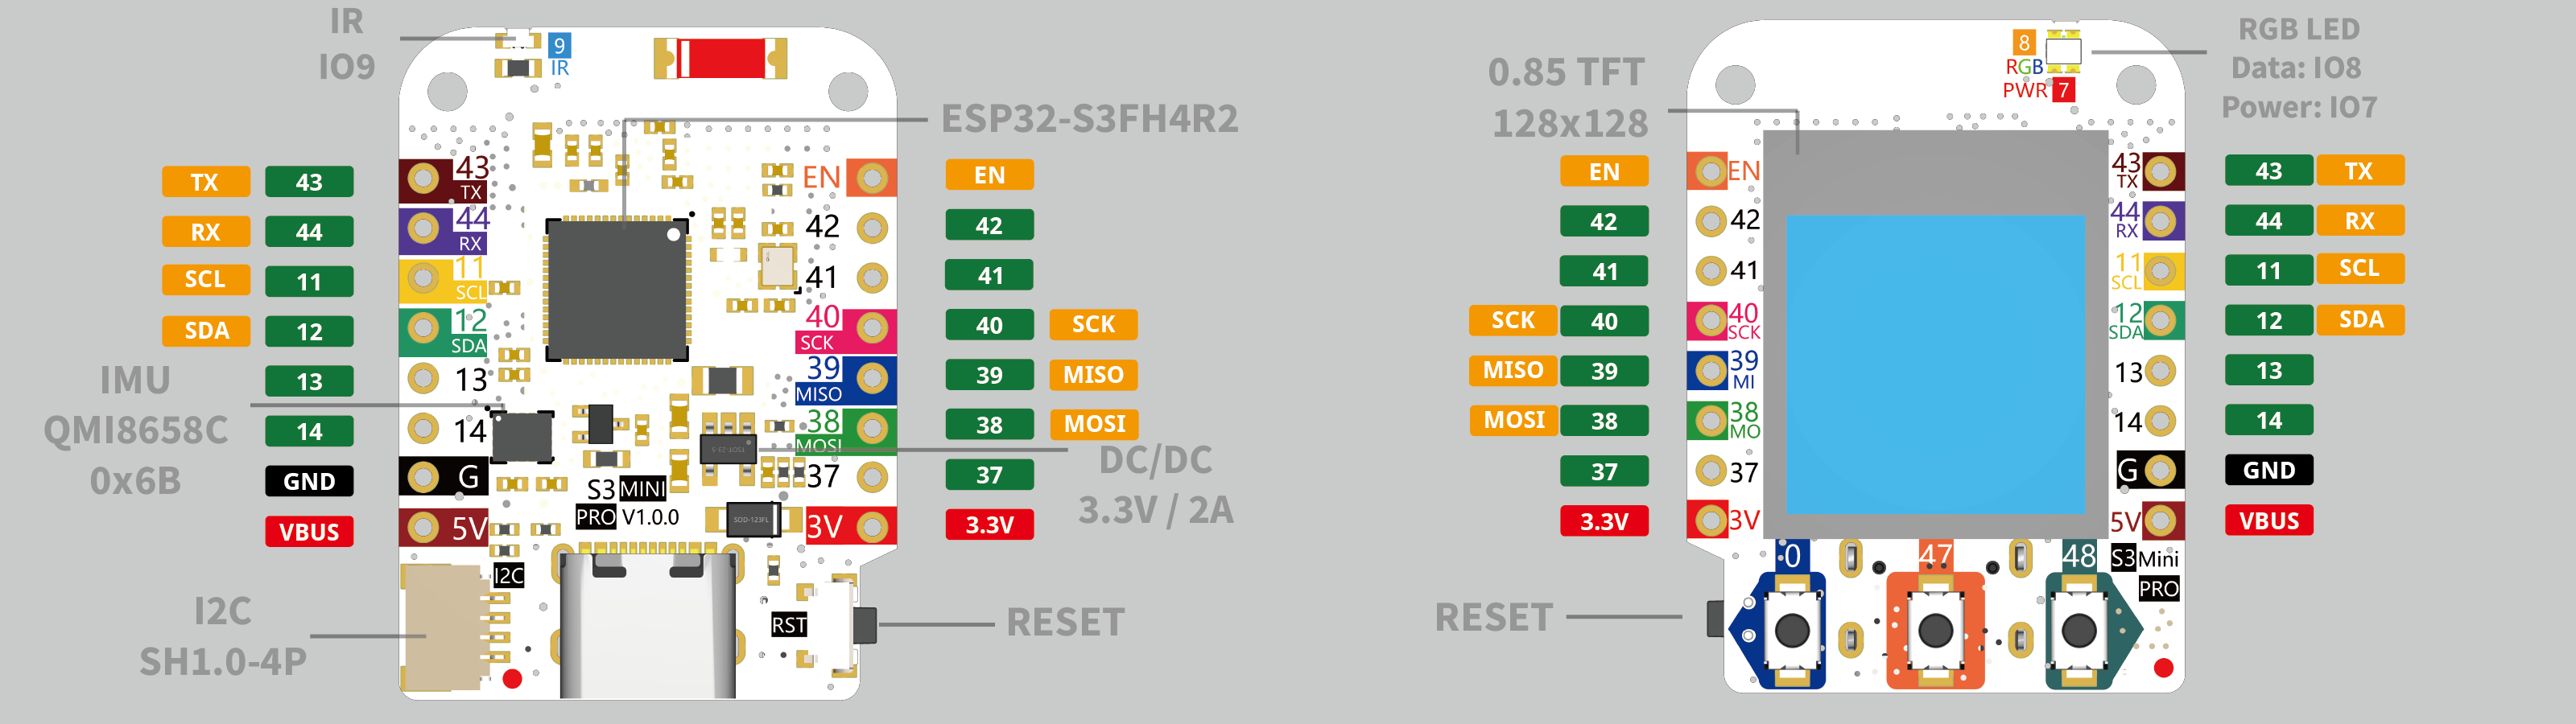 IR
IO9
9
IR
ESP32-S3FH4R2
TX 43
RX 44
SCL 11
SDA 12
13
14
GND
VBUS
IMU
QMI8658C
0x6B
I2C
SH1.0-4P
43
TX
44
RX
11
SCL
12
SDA
13
14
G
5V
I2C
S3 MINI
PRO V1.0.0
SOD-123FL
RST
EN
42
41
40
SCK
39
MISO
38
MOSI
37
3V
EN
42
41
40 SCK
39 MISO
38 MOSI
37
3.3V
DC/DC
3.3V / 2A
RESET
0.85 TFT
128x128
EN
42
41
SCK 40
MISO 39
MOSI 38
37
3.3V
RESET
EN
42
41
40
SCK
39
MI
38
MO
37
3V
8
RGB
PWR 7
RGB LED
Data: IO8
Power: IO7
43
TX
44
RX
11
SCL
12
SDA
13
14
G
5V
0
47
48
S3 Mini
PRO
43 TX
44 RX
11 SCL
12 SDA
13
14
GND
VBUS